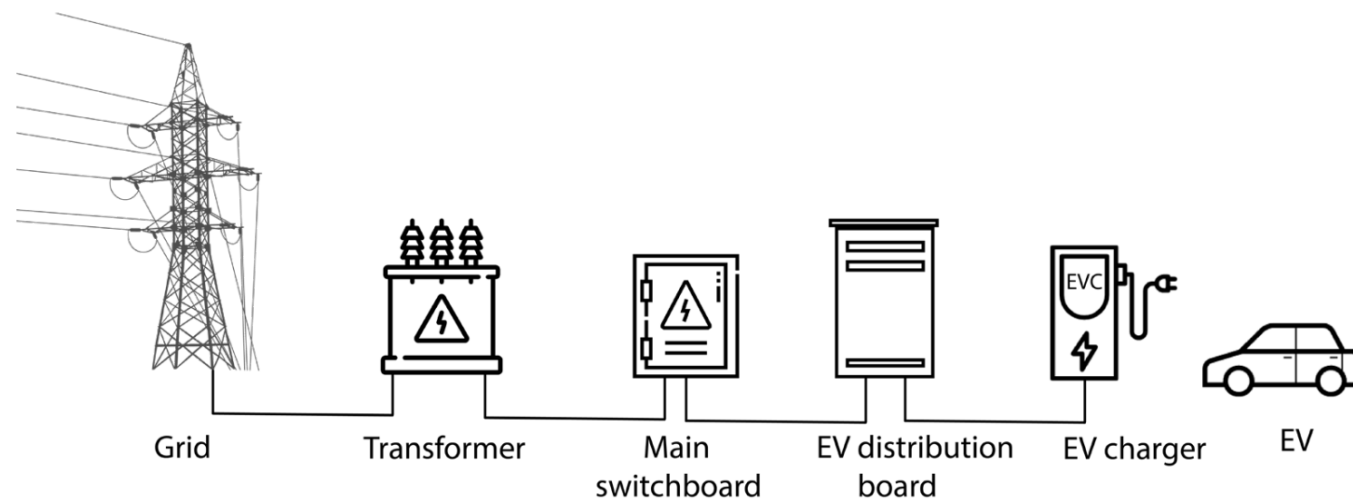 EVC
Grid
Transformer
Main
switchboard
EV distribution
board
EV charger
EV